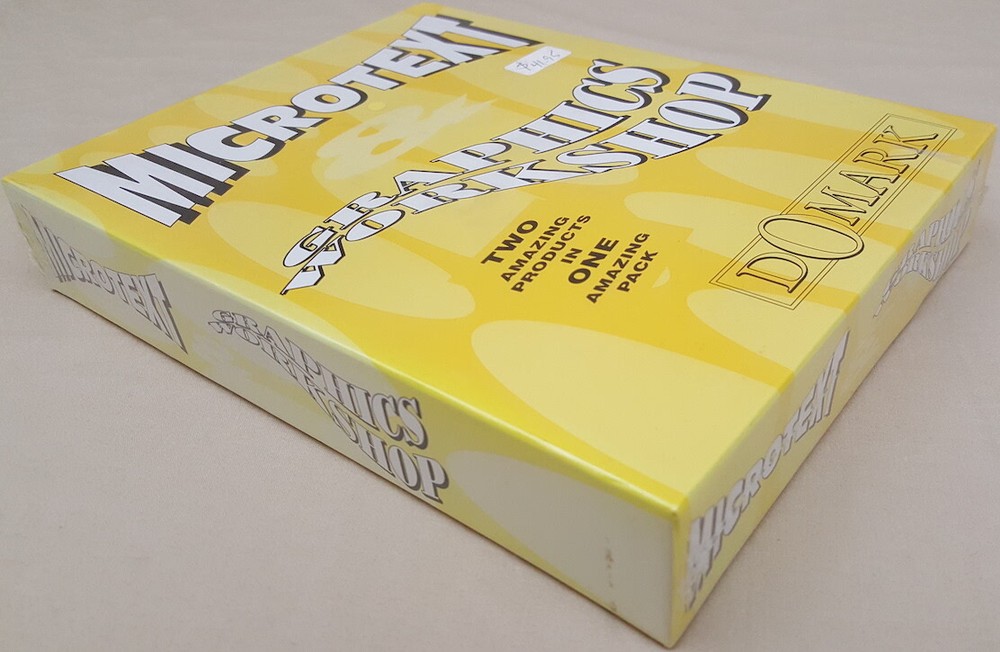 MICROTEXT
&
GRAPHICS
WORKSHOP
TWO
AMAZING
PRODUCTS
IN
ONE
AMAZING
PACK
DOMARK
MICROTEXT
GRAPHICS
WORKSHOP
MICROTEXT
GRAPHICS
WORKSHOP